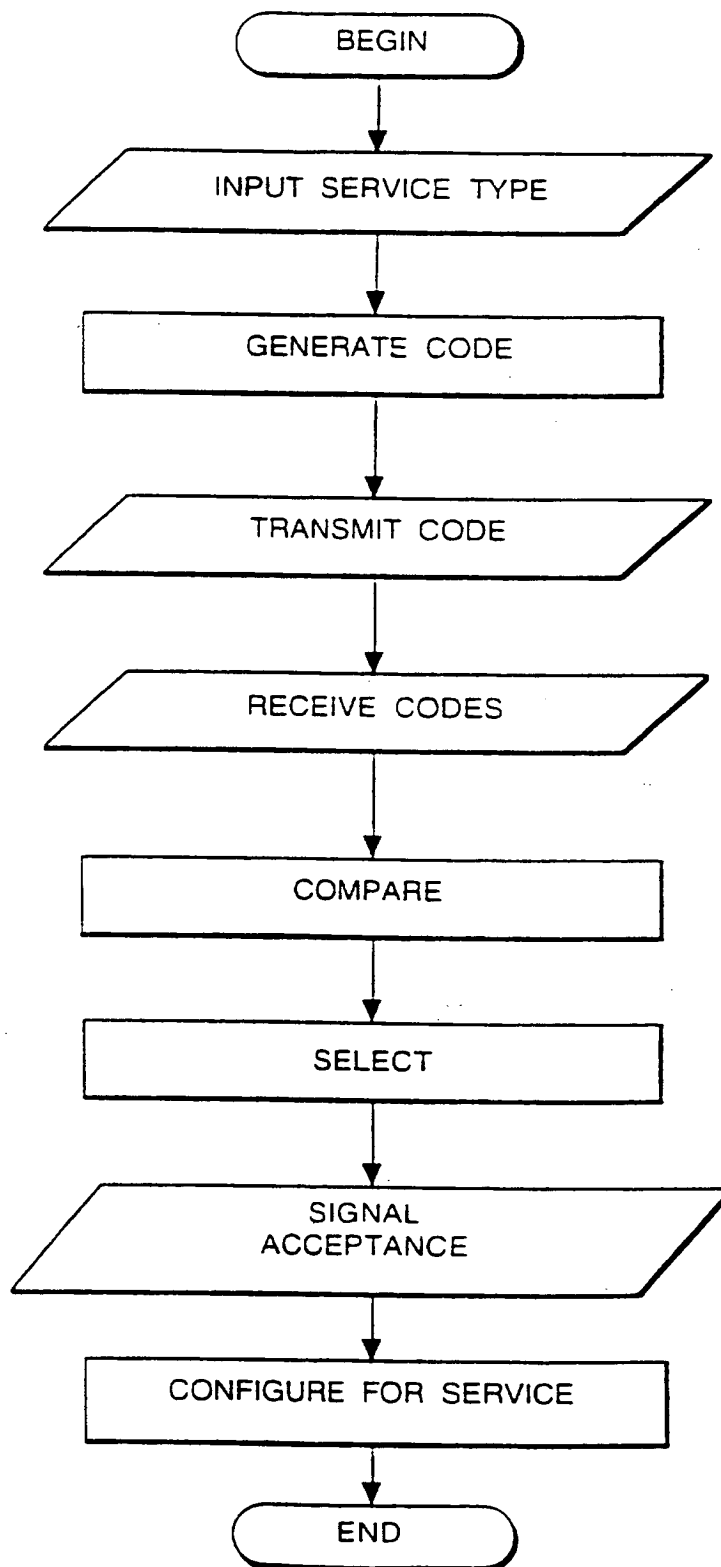 BEGIN
INPUT SERVICE TYPE
GENERATE CODE
TRANSMIT CODE
RECEIVE CODES
COMPARE
SELECT
SIGNAL
ACCEPTANCE
CONFIGURE FOR SERVICE
END